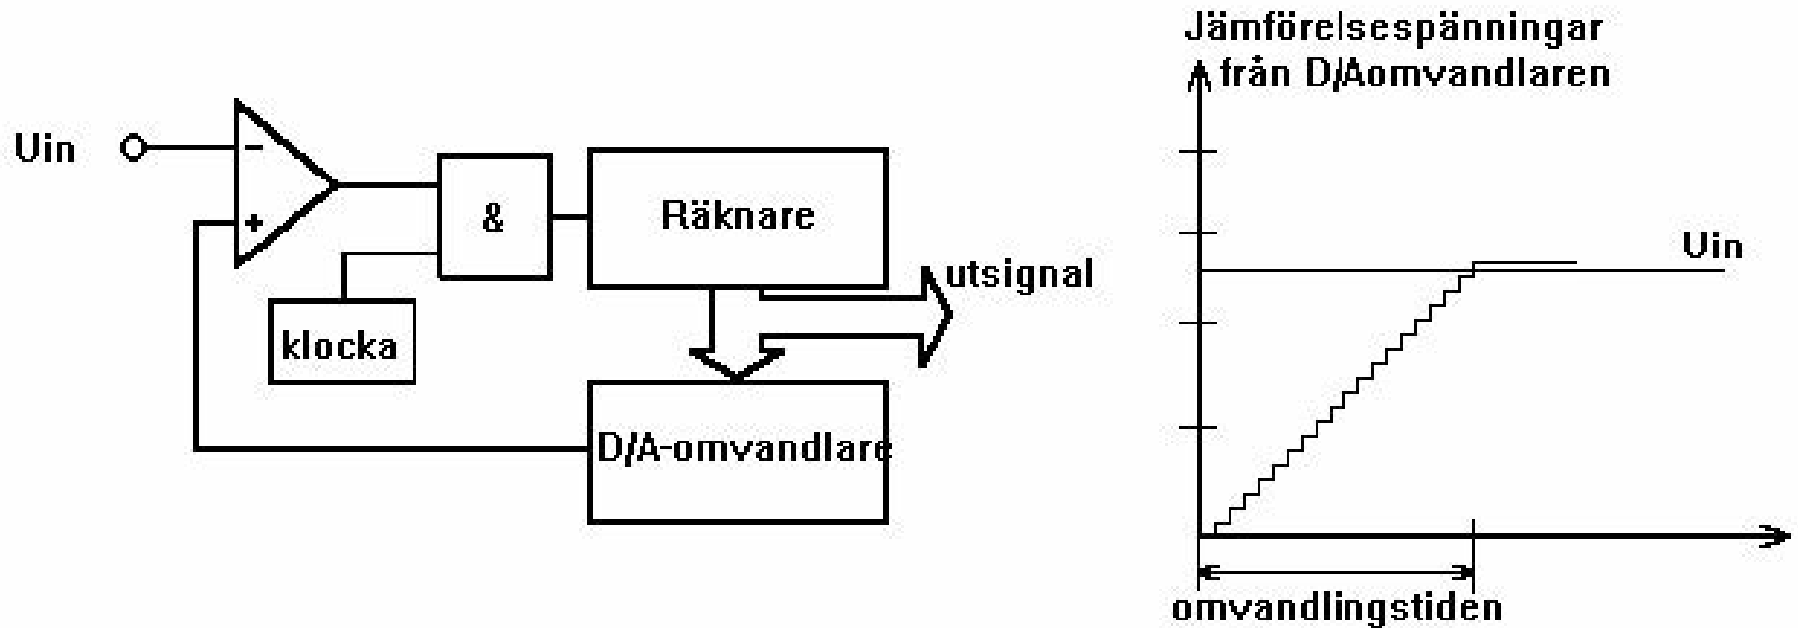 Uin
−
+
&
klocka
Räknare
utsignal
D/A-omvandlare
Jämförelsespänningar
från D/Aomvandlaren
Uin
omvandlingstiden